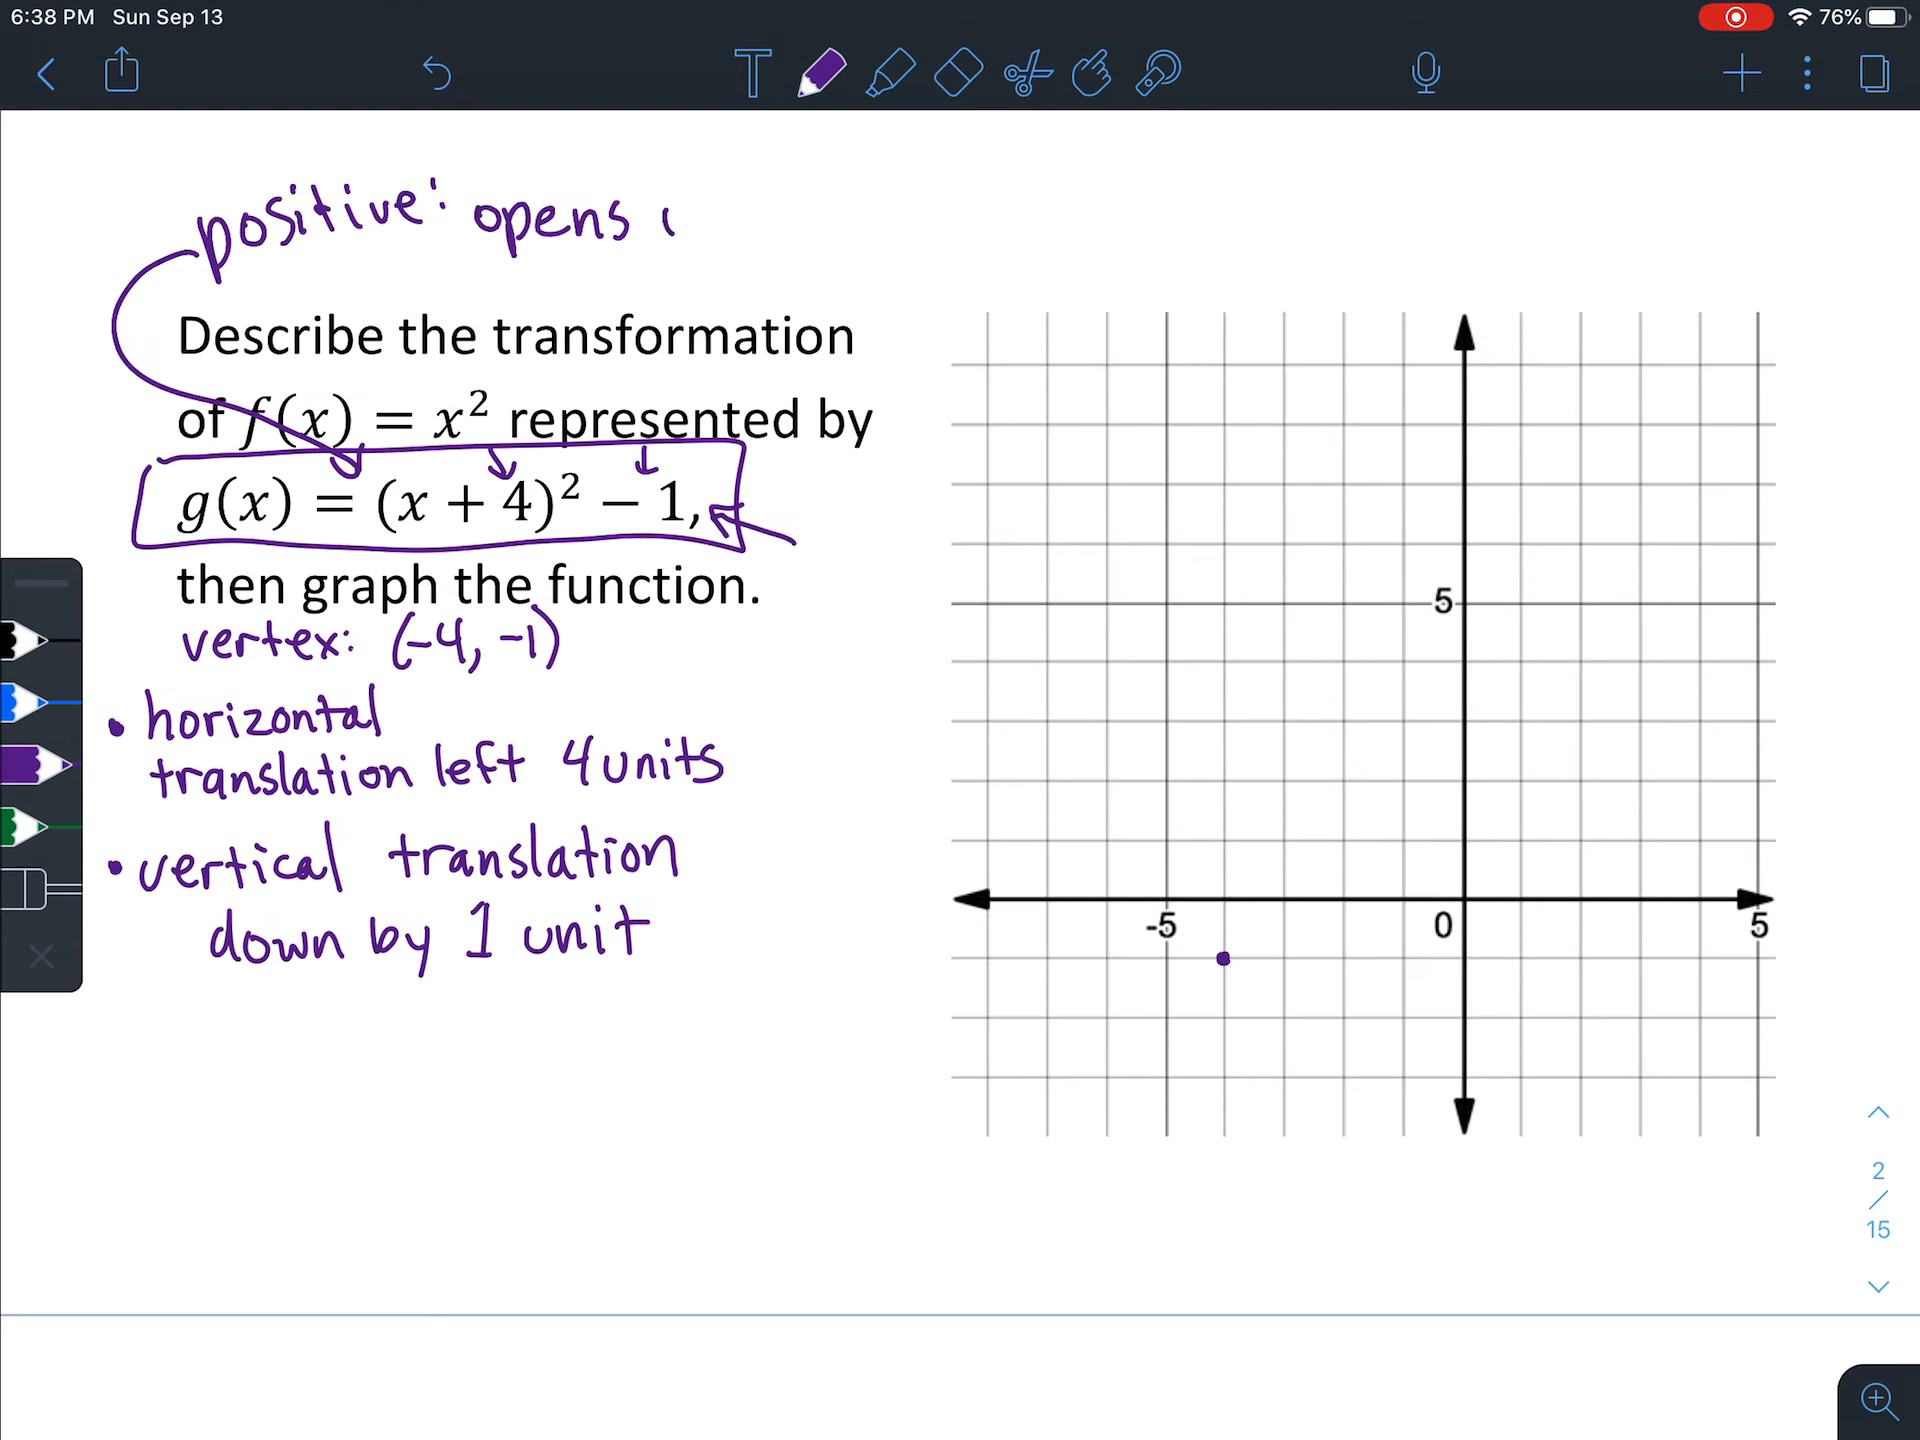 6:38 PM Sun Sep 13
76%
T
positive: opens
Describe the transformation
of f(x) = x² represented by
g(x) = (x + 4)² − 1,
then graph the function.
vertex: (-4, -1)
• horizontal
translation left 4 units
• vertical translation
down by 1 unit
5
-5
0
5
2
/
15